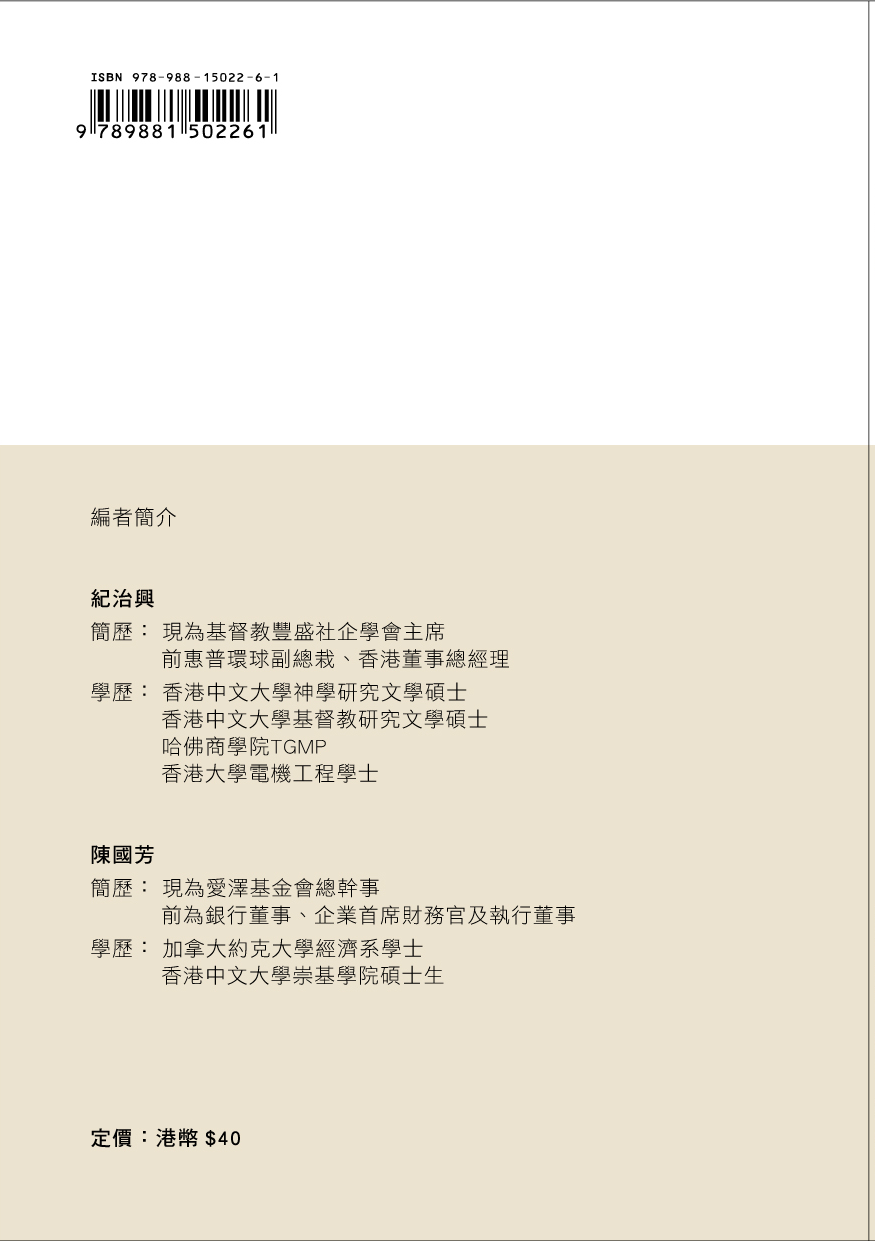 ISBN 978-988-15022-6-1
9 789881 502261
編者簡介
紀治興
簡歷： 現為基督教豐盛社企學會主席
前惠普環球副總栽、香港董事總經理
學歷： 香港中文大學神學研究文學碩士
香港中文大學基督教研究文學碩士
哈佛商學院TGMP
香港大學電機工程學士
陳國芳
簡歷： 現為愛澤基金會總幹事
前為銀行董事、企業首席財務官及執行董事
學歷： 加拿大約克大學經濟系學士
香港中文大學崇基學院碩士生
定價：港幣 $40